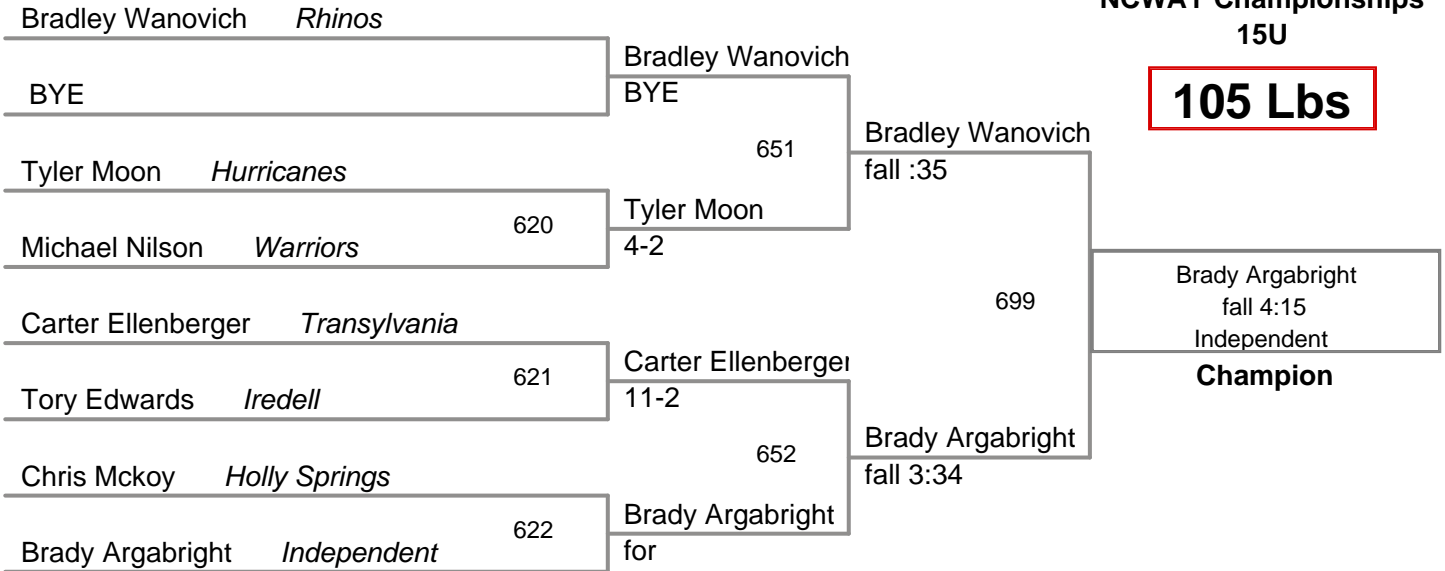 NCWAY Championships
15U
105 Lbs
Bradley Wanovich Rhinos
BYE
Tyler Moon Hurricanes
620
Michael Nilson Warriors
Carter Ellenberger Transylvania
621
Tory Edwards Iredell
Chris Mckoy Holly Springs
622
Brady Argabright Independent
Bradley Wanovich
BYE
651
Tyler Moon
4-2
Carter Ellenberger
11-2
652
Brady Argabright
for
Bradley Wanovich
fall :35
699
Brady Argabright
fall 3:34
Brady Argabright
fall 4:15
Independent
Champion